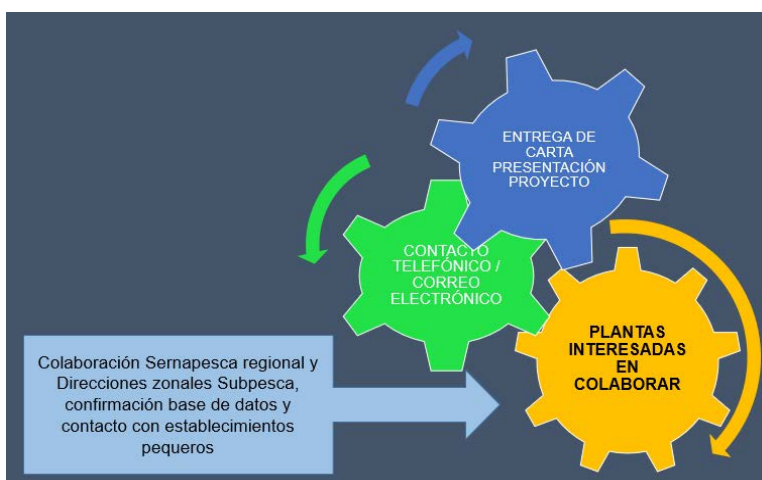 ENTREGA DE
CARTA
PRESENTACIÓN
PROYECTO
CONTACTO
TELEFÓNICO /
CORREO
ELECTRÓNICO
PLANTAS
INTERESADAS
EN
COLABORAR
Colaboración Sernapesca regional y
Direcciones zonales Subpesca,
confirmación base de datos y
contacto con establecimientos
pequeros